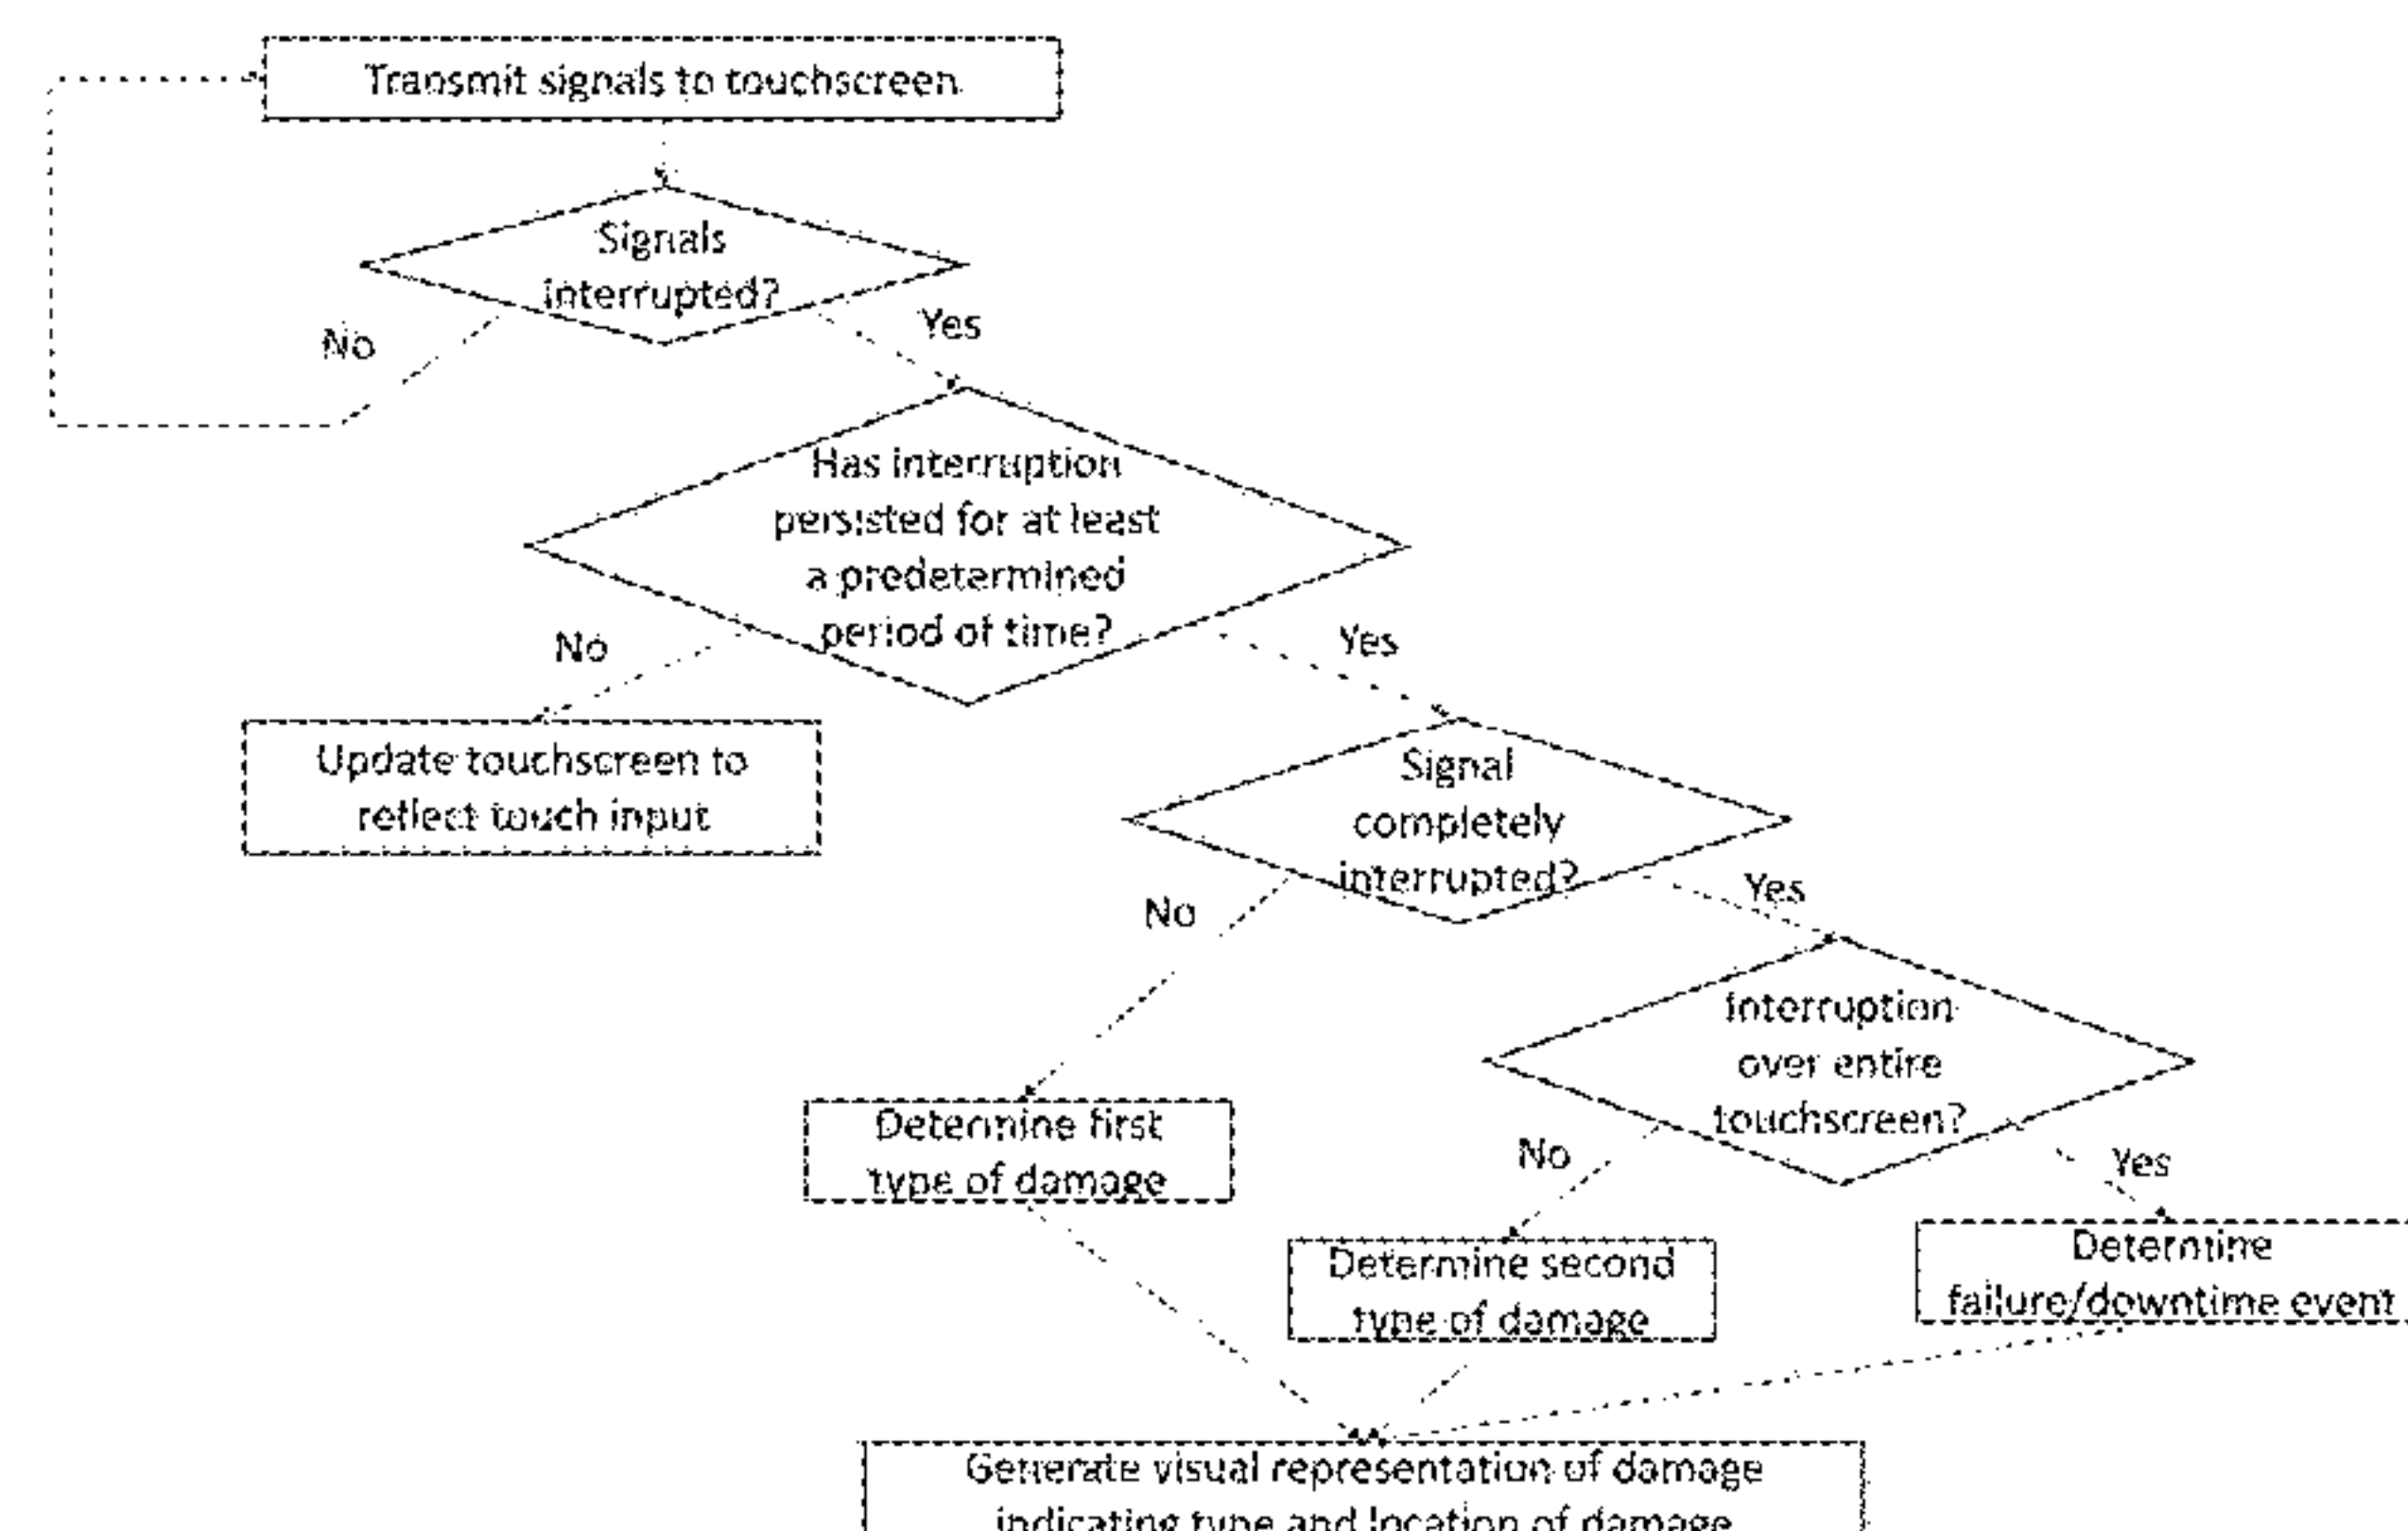 Transmit signals to touchscreen
Signals
interrupted?
No
Yes
Has interruption
persisted for at least
a predetermined
period of time?
No
Yes
Update touchscreen to
reflect touch input
Signal
completely
interrupted?
No
Yes
Interruption
over entire
touchscreen?
No
Yes
Determine first
type of damage
Determine second
type of damage
Determine
failure/downtime event
Generate visual representation of damage
indicating type and location of damage